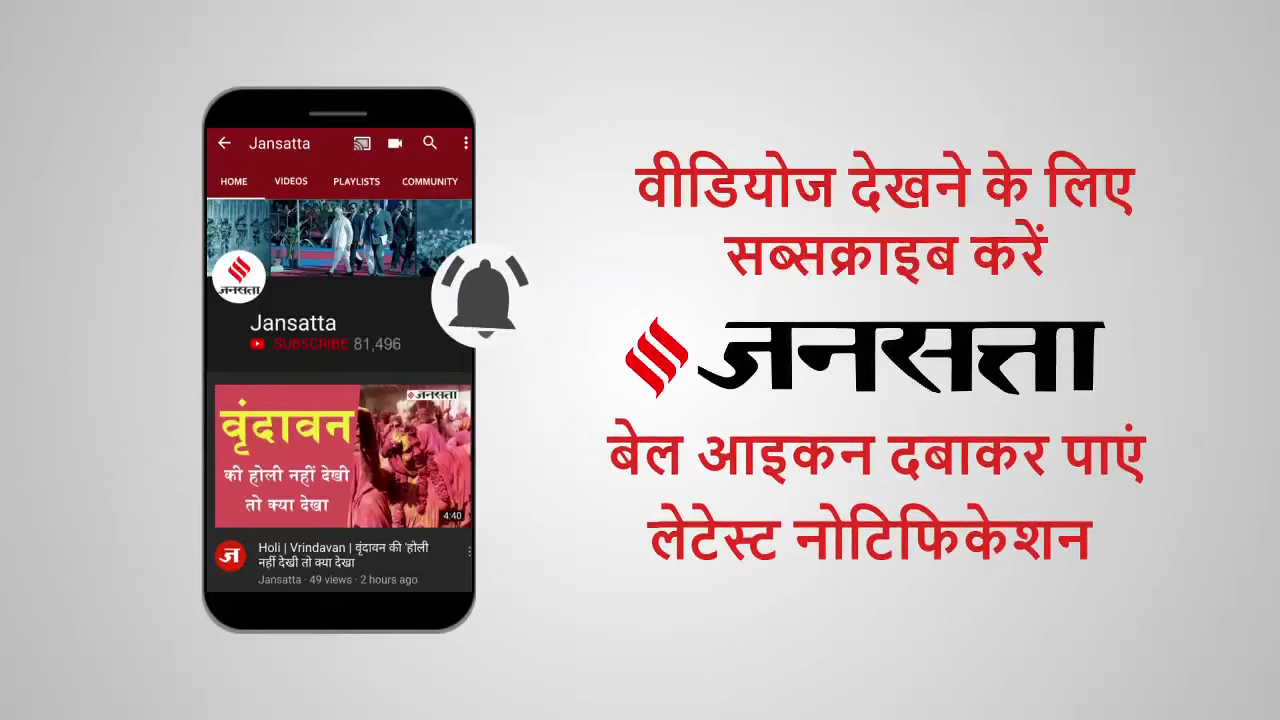 Jansatta
HOME VIDEOS PLAYLISTS COMMUNITY
जनसत्ता
Jansatta
SUBSCRIBE 81,496
जनसत्ता
वृंदावन
की होली नहीं देखी
तो क्या देखा
4:40
ज
Holi | Vrindavan | वृंदावन की 'होली
नहीं देखी तो क्या देखा
Jansatta · 49 views · 2 hours ago
वीडियोज देखने के लिए
सब्सक्राइब करें
जनसत्ता
बेल आइकन दबाकर पाएं
लेटेस्ट नोटिफिकेशन